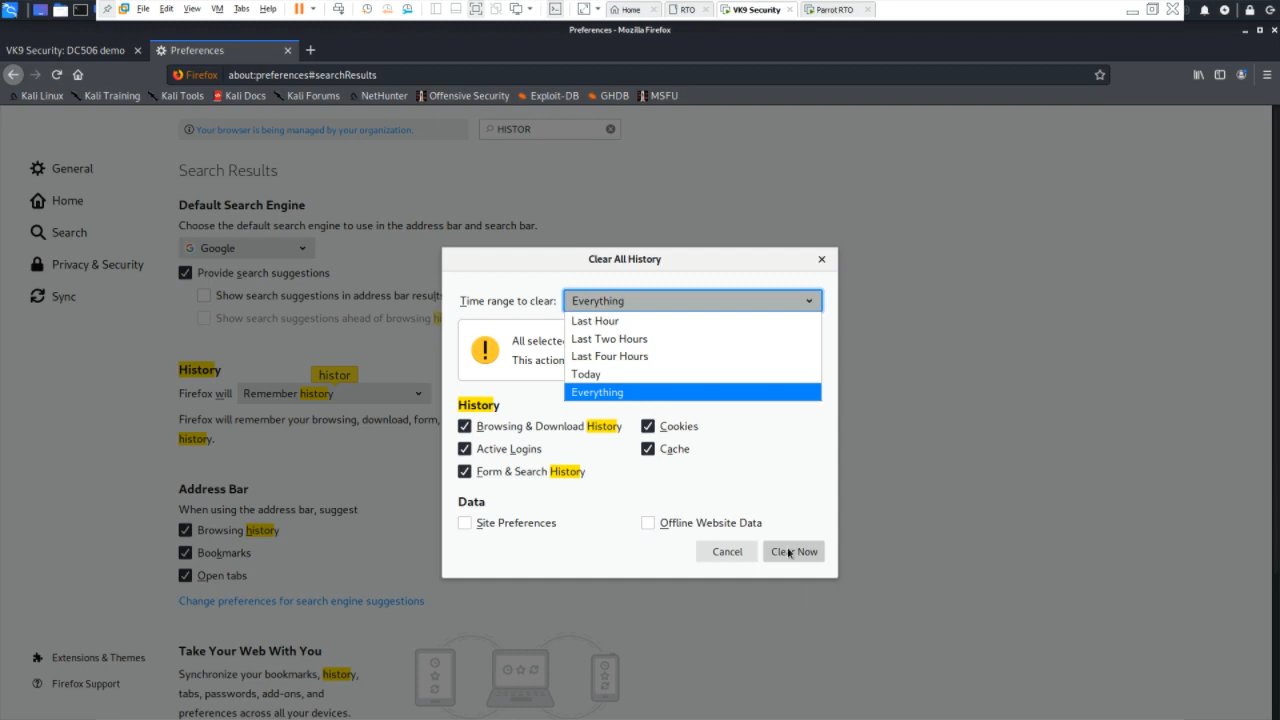 File Edit View VM Tabs Help Home RTO VK9 Security Parrot RTO
Preferences - Mozilla Firefox
VK9 Security: DC506 demo Preferences
Firefox about:preferences#searchResults
Kali Linux Kali Training Kali Tools Kali Docs Kali Forums NetHunter Offensive Security Exploit-DB GHDB MSFU
Your browser is being managed by your organization.
HISTOR
General
Home
Search
Privacy & Security
Sync
Extensions & Themes
Firefox Support
Search Results
Default Search Engine
Choose the default search engine to use in the address bar and search bar.
Google
Provide search suggestions
Show search suggestions in address bar results
Show search suggestions ahead of browsing hi
History
histor
Firefox will Remember history
Firefox will remember your browsing, download, form,
history.
Address Bar
When using the address bar, suggest
Browsing history
Bookmarks
Open tabs
Change preferences for search engine suggestions
Take Your Web With You
Synchronize your bookmarks, history,
tabs, passwords, add-ons, and
preferences across all your devices.
Clear All History
Time range to clear: Everything
Last Hour
Last Two Hours
Last Four Hours
Today
Everything
All selecte
This action
History
Browsing & Download History Cookies
Active Logins Cache
Form & Search History
Data
Site Preferences Offline Website Data
Cancel Clear Now